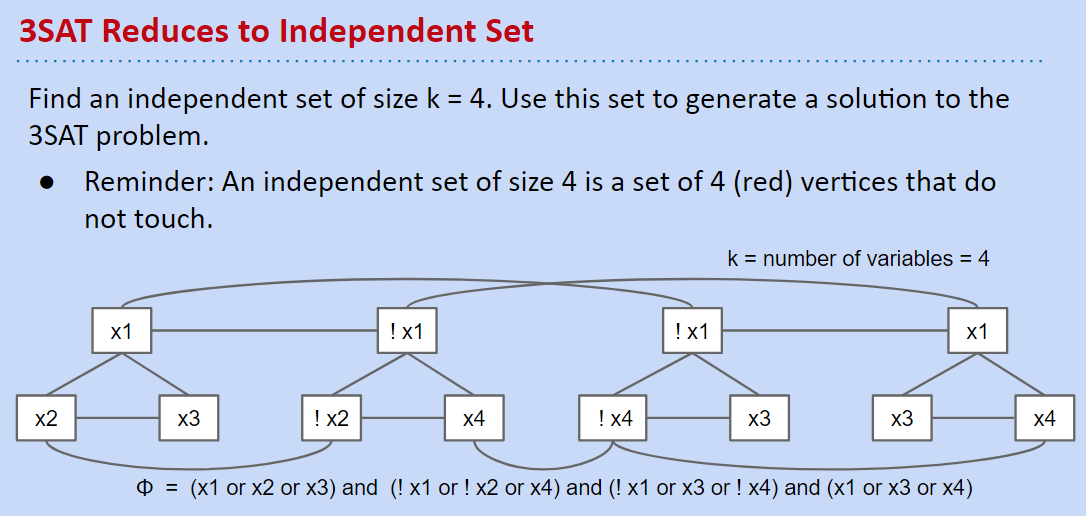 3SAT Reduces to Independent Set
Find an independent set of size k = 4. Use this set to generate a solution to the
3SAT problem.
● Reminder: An independent set of size 4 is a set of 4 (red) vertices that do
not touch.
k = number of variables = 4
x1 ! x1 ! x1 x1
x2 x3 ! x2 x4 ! x4 x3 x3 x4
Φ = (x1 or x2 or x3) and (! x1 or ! x2 or x4) and (! x1 or x3 or ! x4) and (x1 or x3 or x4)